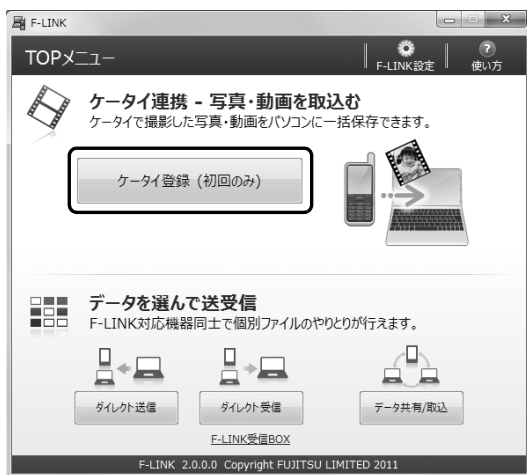 F-LINK
TOPメニュー
F-LINK設定
?
使い方
ケータイ連携 - 写真・動画を取込む
ケータイで撮影した写真・動画をパソコンに一括保存できます。
ケータイ登録 (初回のみ)
データを選んで送受信
F-LINK対応機器同士で個別ファイルのやりとりが行えます。
ダイレクト送信
ダイレクト受信
データ共有/取込
F-LINK受信BOX
F-LINK 2.0.0.0 Copyright FUJITSU LIMITED 2011